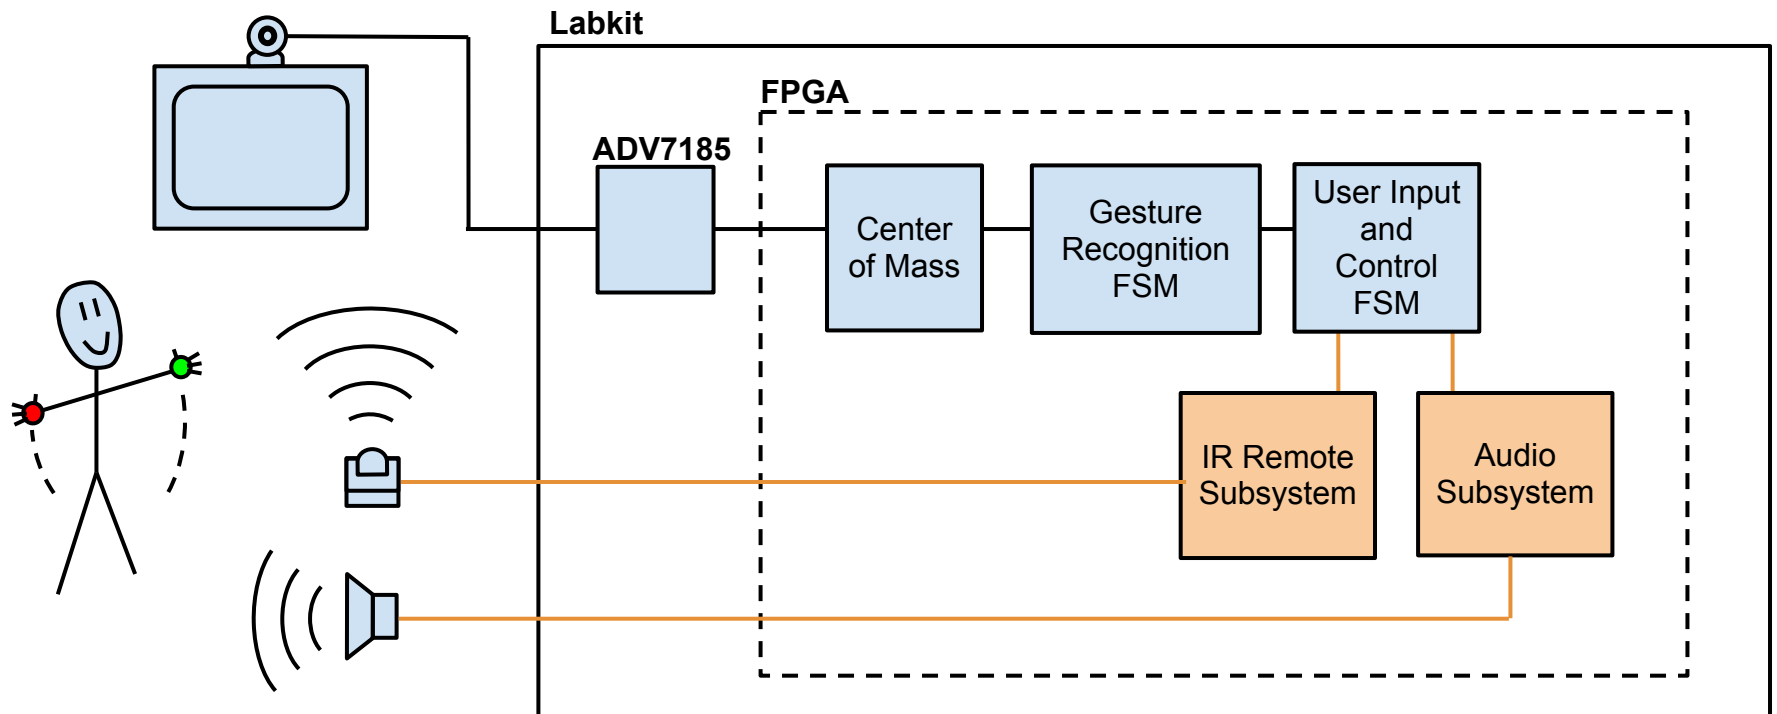 Labkit
FPGA
ADV7185
Center
of Mass
Gesture
Recognition
FSM
User Input
and
Control
FSM
IR Remote
Subsystem
Audio
Subsystem